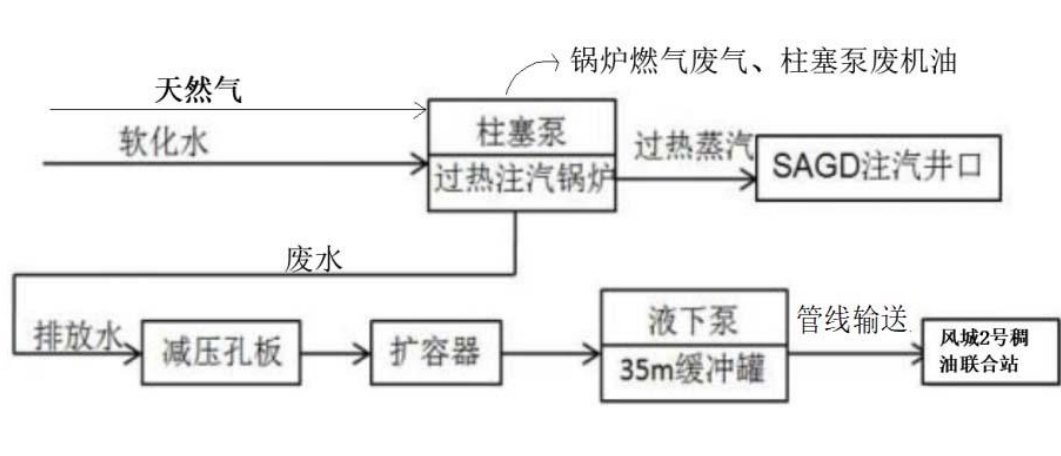 锅炉燃气废气、柱塞泵废机油
天然气
软化水
柱塞泵
过热注汽锅炉
过热蒸汽
SAGD注汽井口
废水
排放水
减压孔板
扩容器
液下泵
35m缓冲罐
管线输送
风城2号稠
油联合站